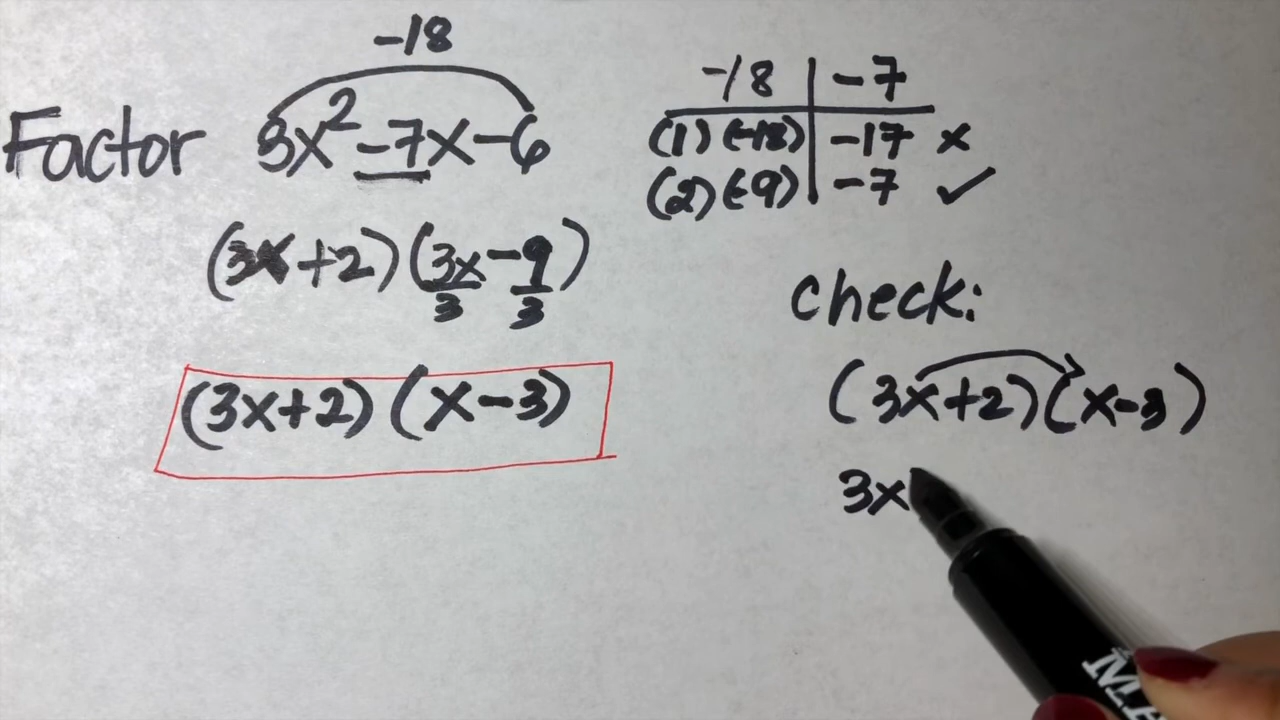 -18
Factor 3x² -7x-6
(3x+2)(3x/3 -9/3)
(3x+2)(x-3)
-18 | -7
(1)(-18) | -17 x
(2)(-9) | -7 ✓
check:
(3x+2)(x-3)
3x